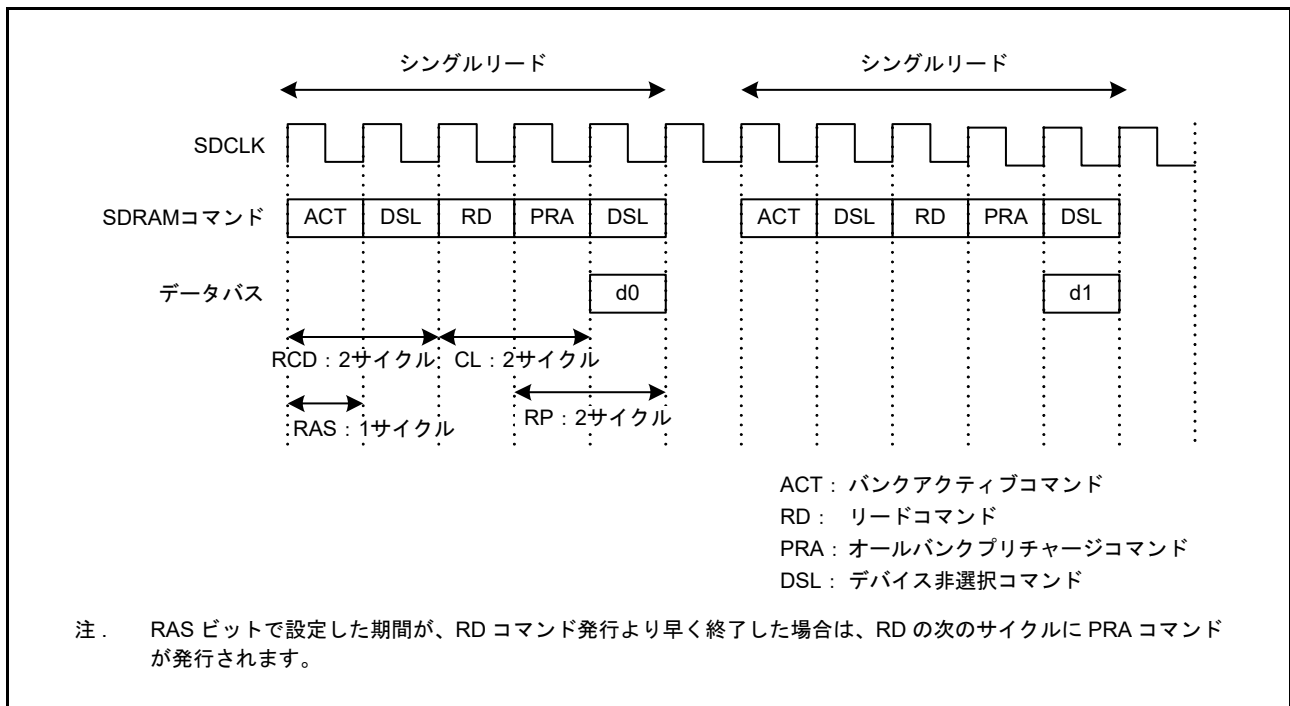 シングルリード シングルリード
SDCLK
SDRAMコマンド ACT DSL RD PRA DSL ACT DSL RD PRA DSL
データバス d0 d1
RCD：2サイクル CL：2サイクル
RAS：1サイクル RP：2サイクル
ACT： バンクアクティブコマンド
RD： リードコマンド
PRA：オールバンクプリチャージコマンド
DSL：デバイス非選択コマンド
注． RAS ビットで設定した期間が、RD コマンド発行より早く終了した場合は、RD の次のサイクルに PRA コマンド
が発行されます。